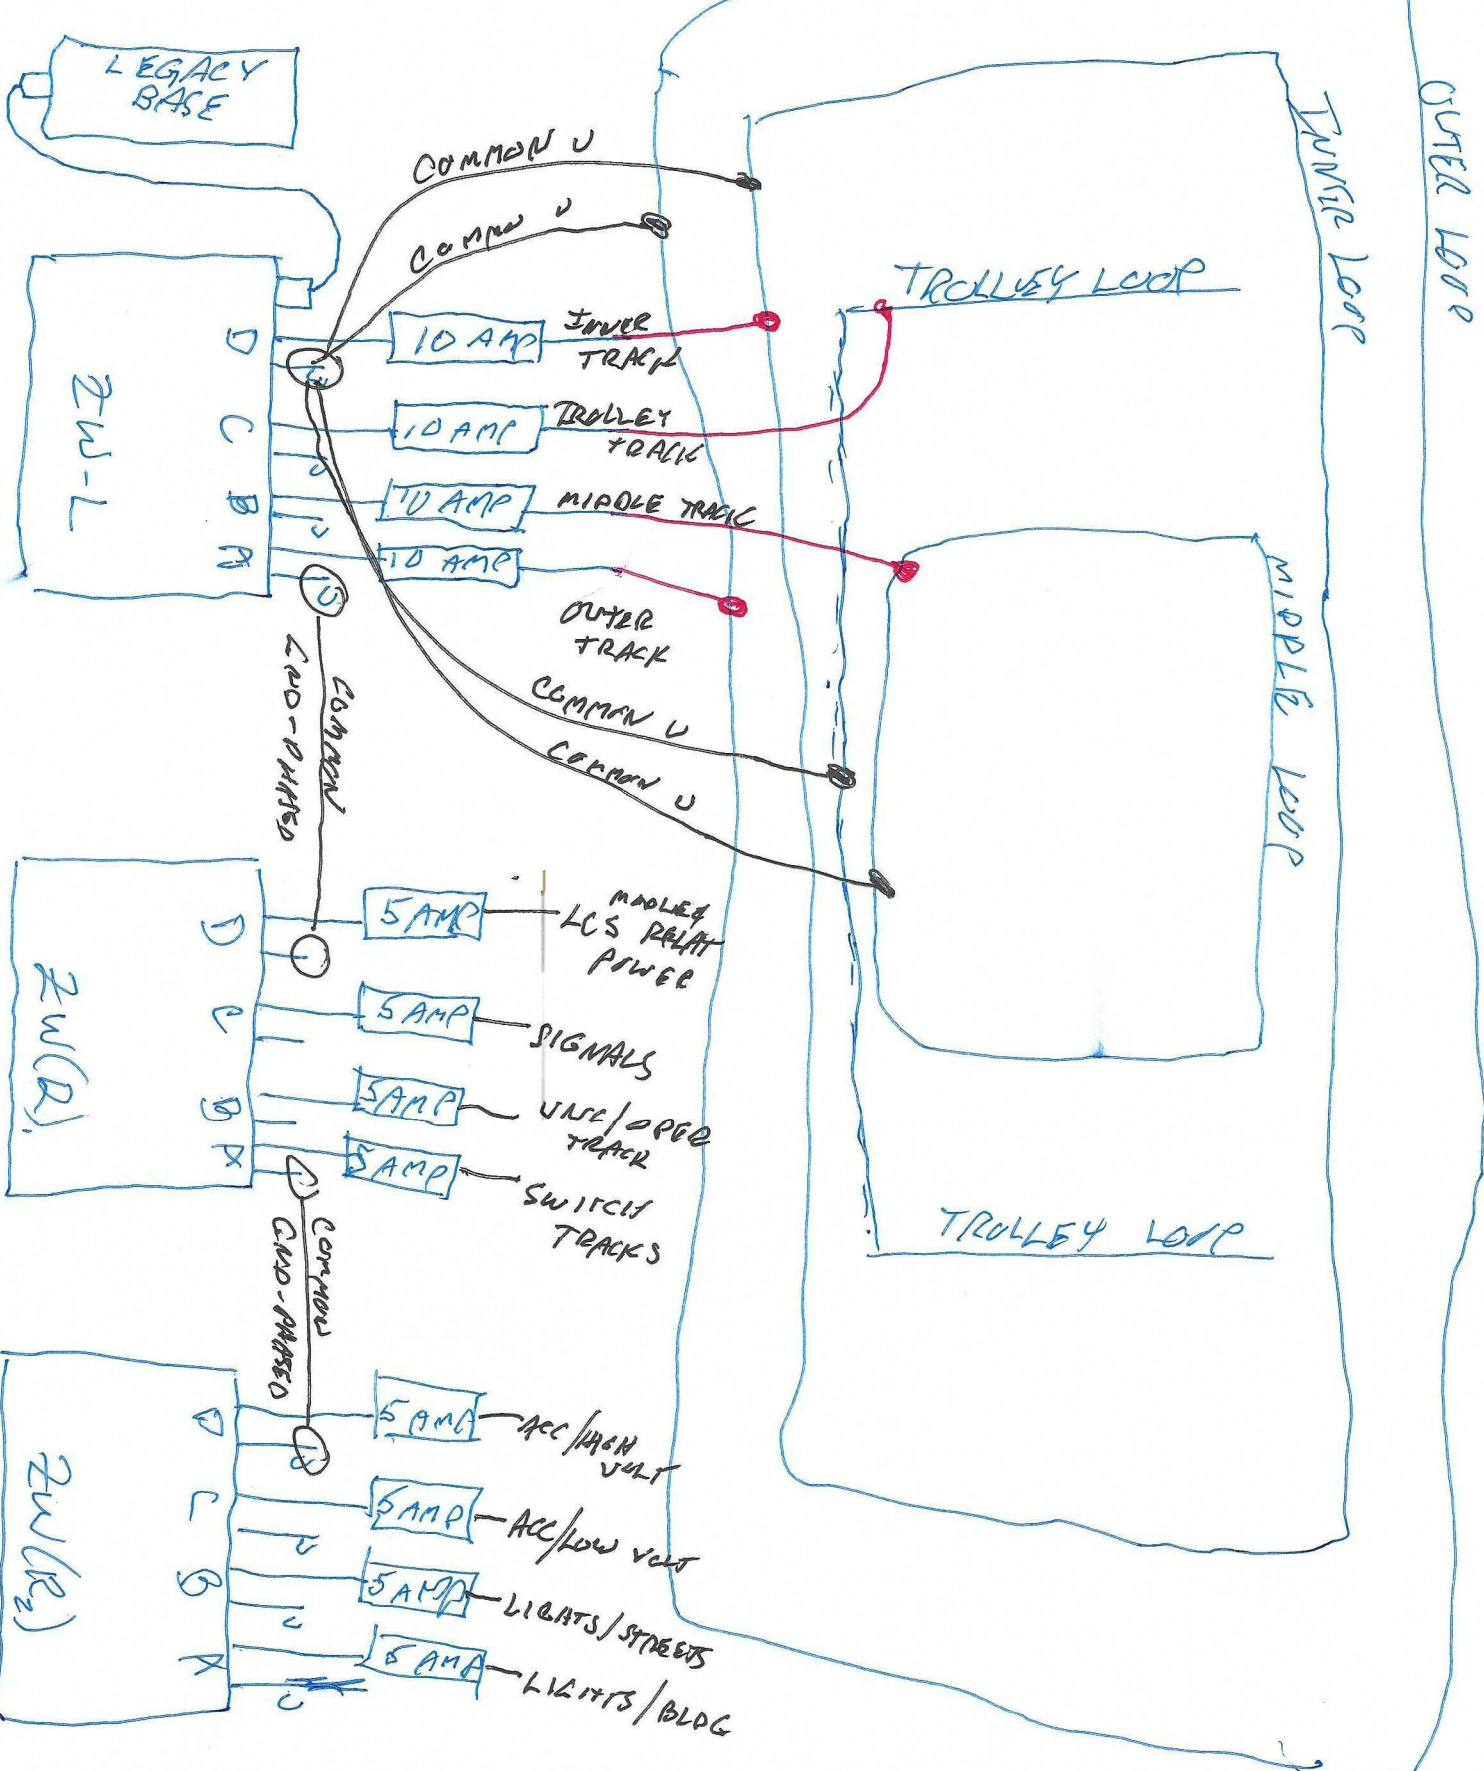 LEGACY
BASE
OUTER LOOP
INNER LOOP
COMMON U
COMMON U
TROLLEY LOOP
ZW-L
D
10 AMP
INNER
TRACK
U
C
10 AMP
TROLLEY
TRACK
U
B
10 AMP
MIDDLE TRACK
U
A
10 AMP
OUTER
TRACK
U
MIDDLE LOOP
COMMON
GND-PHASED
COMMON U
COMMON U
ZW(R)
D
5 AMP
LCS RELAY
POWER
C
5 AMP
SIGNALS
B
5 AMP
UNC/OPER
TRACK
A
5 AMP
SWITCH
TRACKS
TROLLEY LOOP
COMMON
GND-PHASED
ZW(R2)
D
5 AMP
ACC/HIGH
VOLT
U
C
5 AMP
ACC/LOW VOLT
U
B
5 AMP
LIGHTS/STREETS
U
A
5 AMP
LIGHTS/BLDG
U